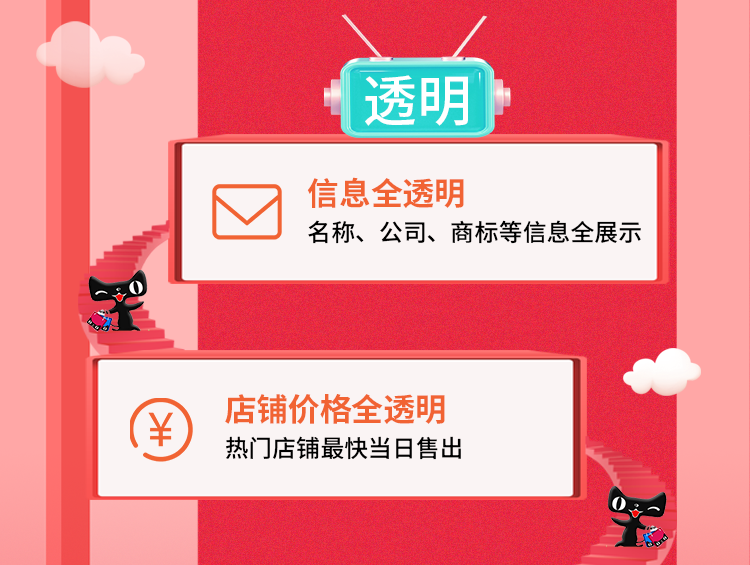 透明
信息全透明
名称、公司、商标等信息全展示
¥
店铺价格全透明
热门店铺最快当日售出